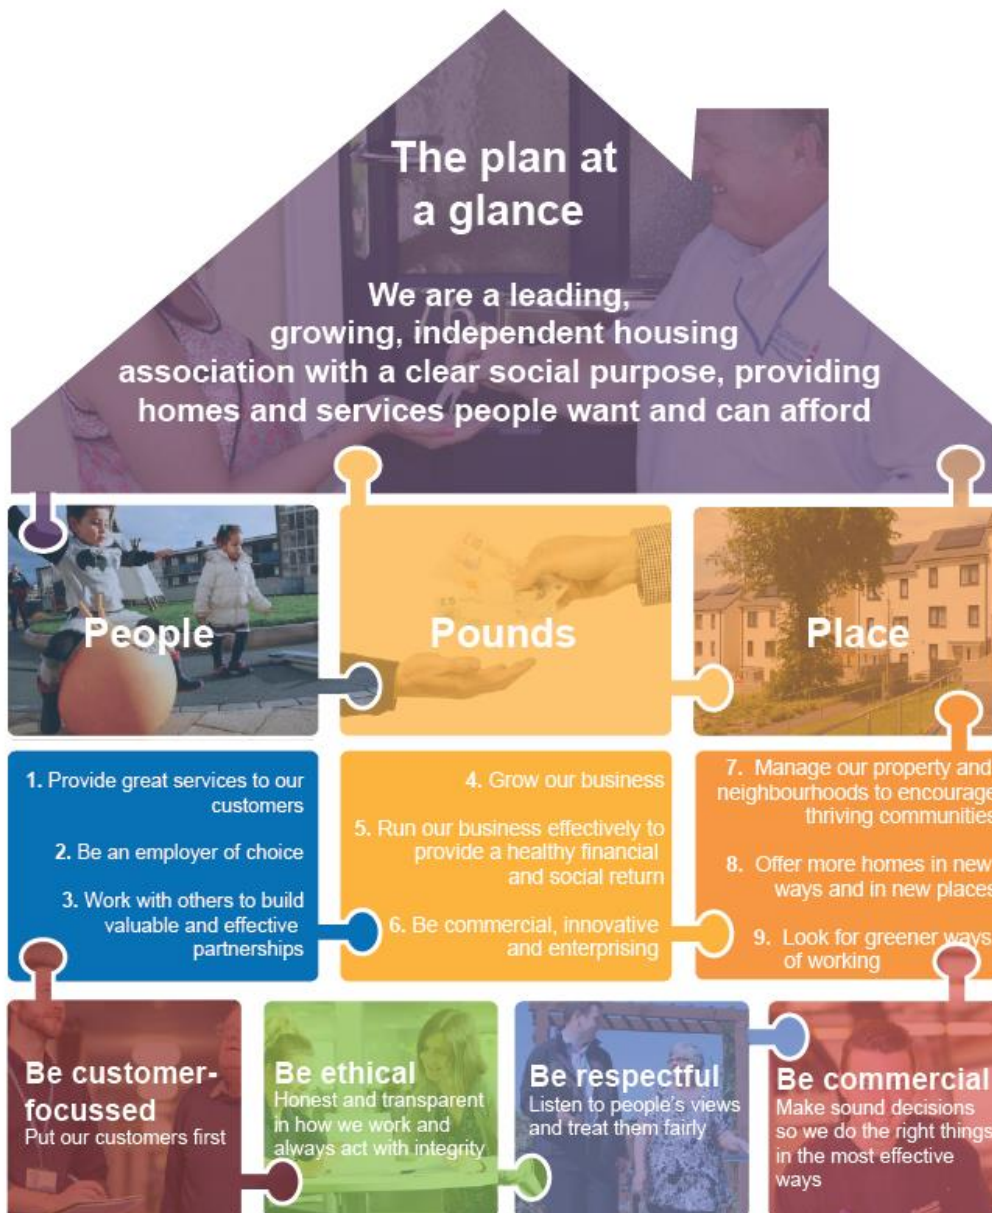 The plan at
a glance
We are a leading,
growing, independent housing
association with a clear social purpose, providing
homes and services people want and can afford
People
Pounds
Place
1. Provide great services to our
customers
2. Be an employer of choice
3. Work with others to build
valuable and effective
partnerships
4. Grow our business
5. Run our business effectively to
provide a healthy financial
and social return
6. Be commercial, innovative
and enterprising
7. Manage our property and
neighbourhoods to encourage
thriving communities
8. Offer more homes in new
ways and in new places
9. Look for greener ways
of working
Be customer-
focussed
Put our customers first
Be ethical
Honest and transparent
in how we work and
always act with integrity
Be respectful
Listen to people's views
and treat them fairly
Be commercial
Make sound decisions
so we do the right things
in the most effective
ways